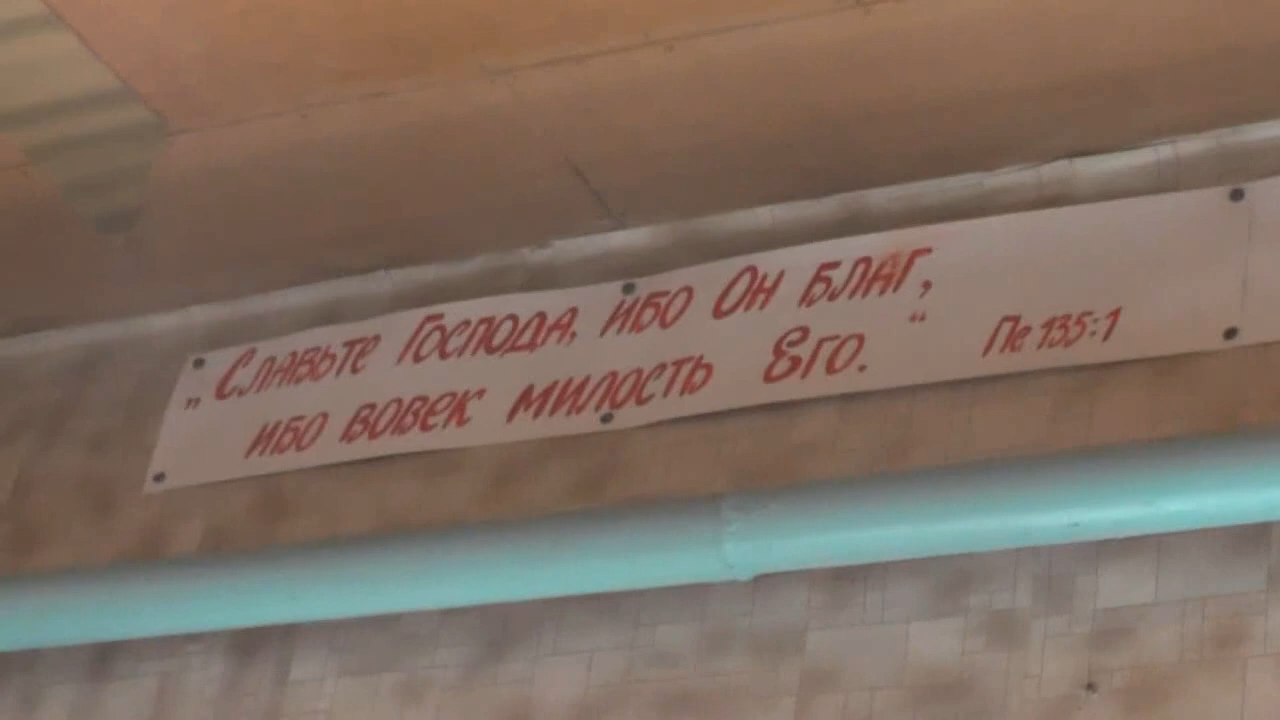 „Славьте Господа, ибо Он благ,
ибо вовек милость Его.“ Пс 135:1